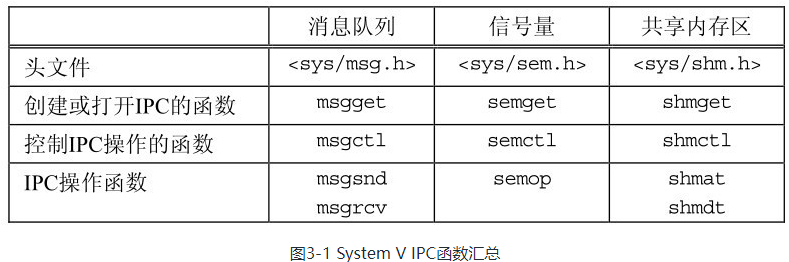 消息队列 信号量 共享内存区
头文件 <sys/msg.h> <sys/sem.h> <sys/shm.h>
创建或打开IPC的函数 msgget semget shmget
控制IPC操作的函数 msgctl semctl shmctl
IPC操作函数 msgsnd semop shmat
msgrcv shmdt
图3-1 System V IPC函数汇总